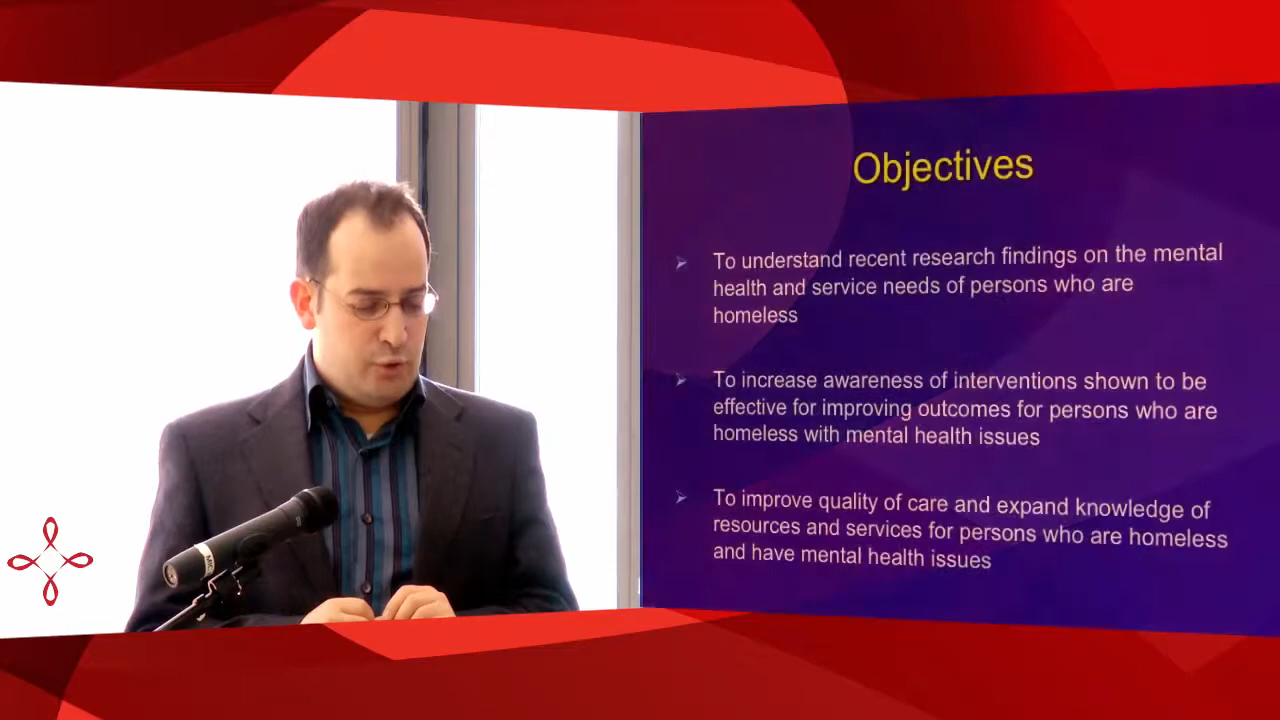 Objectives
To understand recent research findings on the mental
health and service needs of persons who are
homeless
To increase awareness of interventions shown to be
effective for improving outcomes for persons who are
homeless with mental health issues
To improve quality of care and expand knowledge of
resources and services for persons who are homeless
and have mental health issues